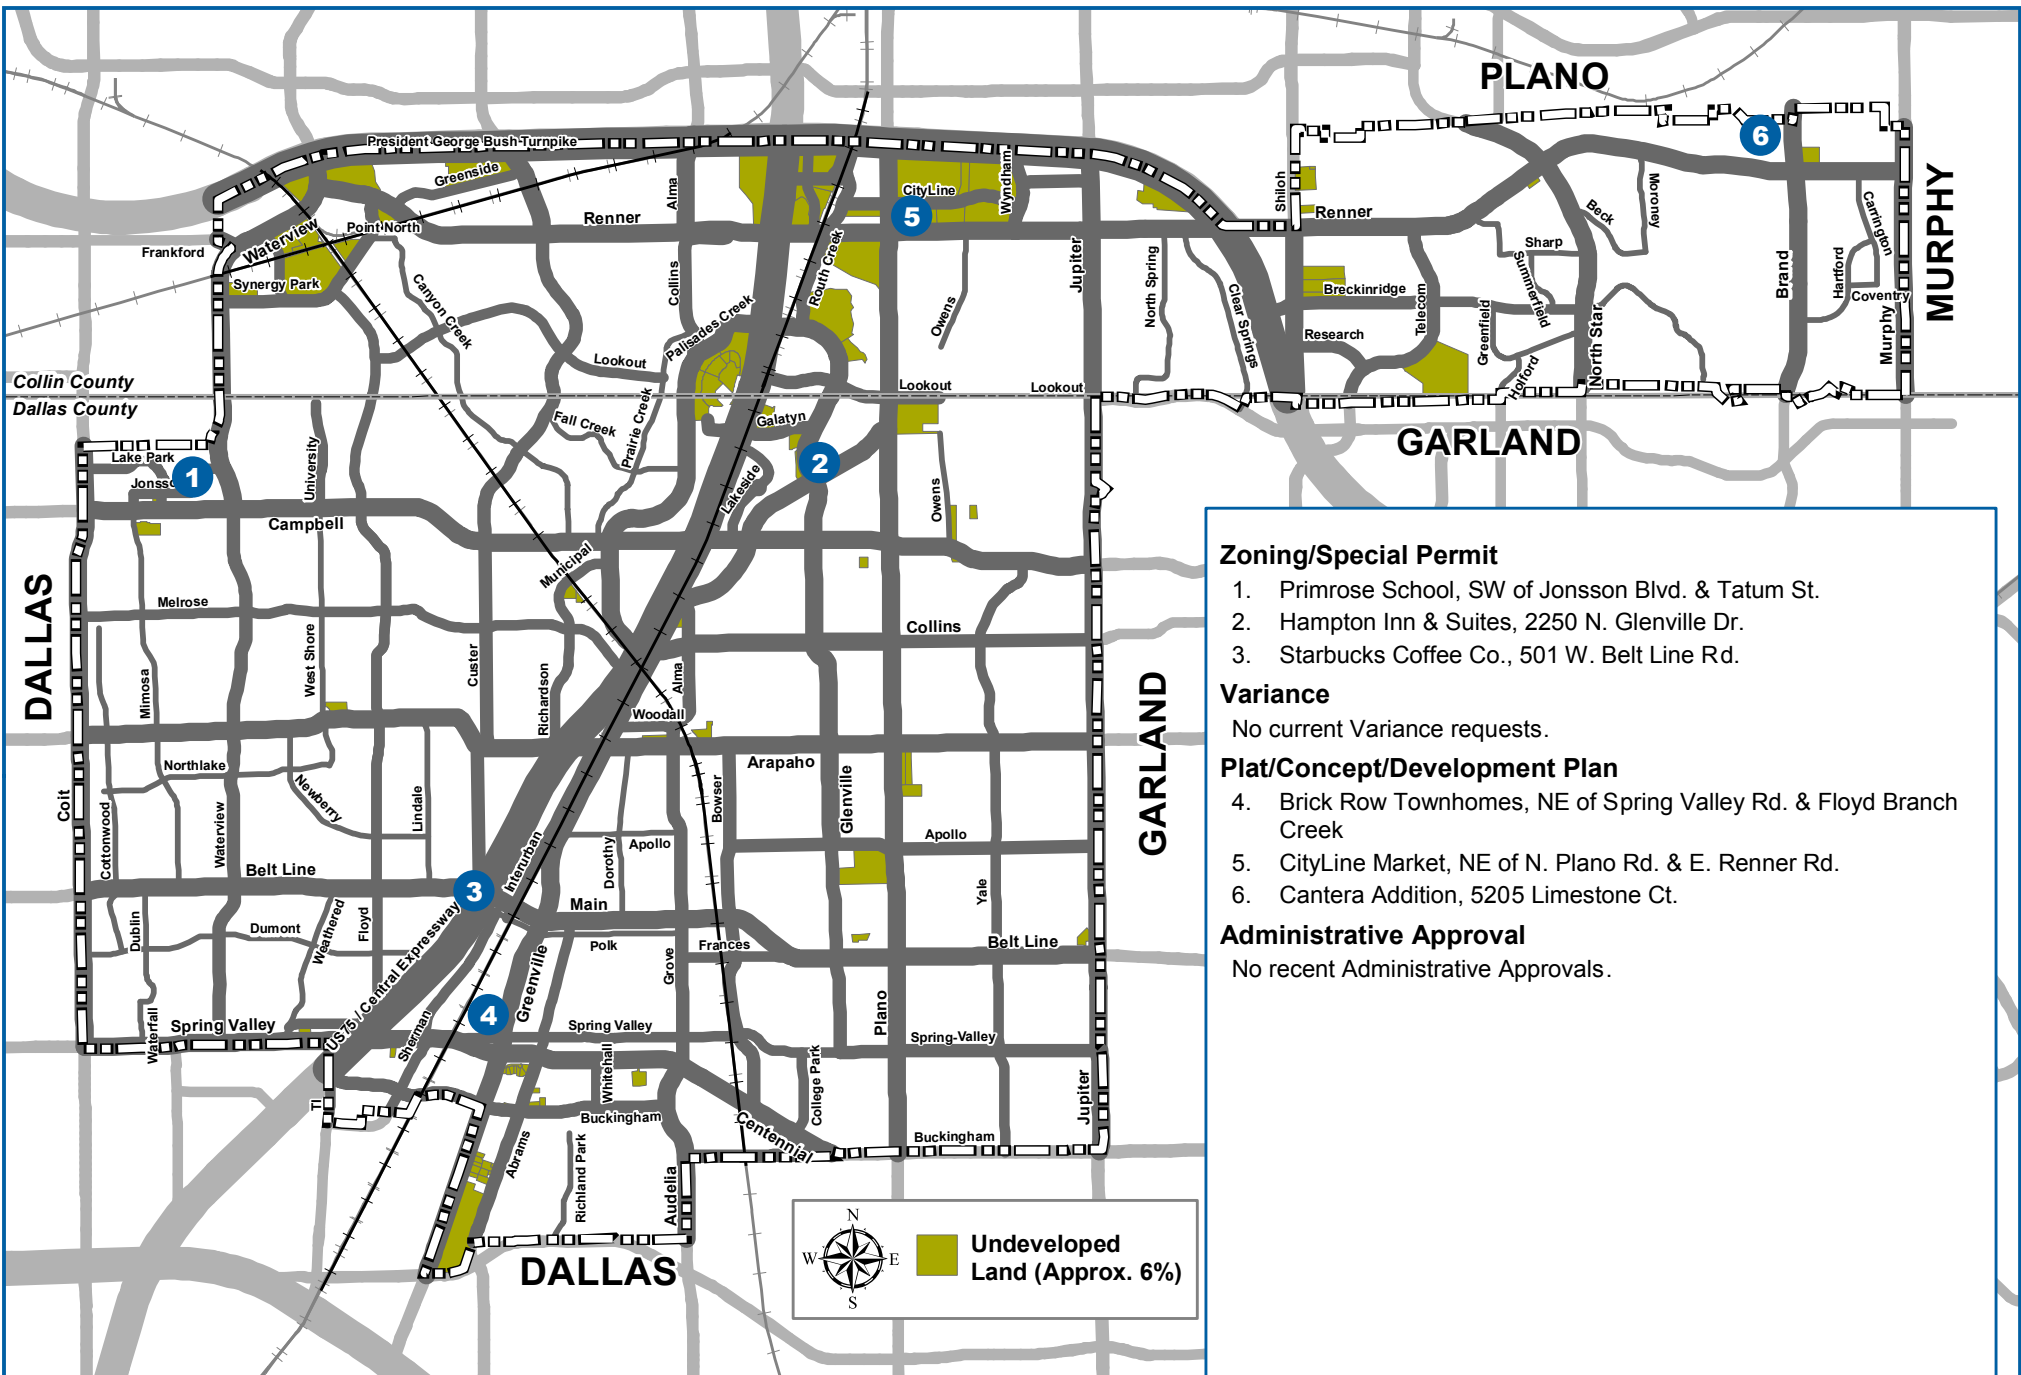 PLANO
President George Bush Turnpike
6
Greenside
Alma
CityLine
Wyndham
Shiloh
Moroney
MURPHY
5
Renner
Renner
Beck
Carrington
Point North
Waterview
Frankford
Sharp
Synergy Park
Canyon Creek
Collins
Routh Creek
Jupiter
North Spring
Summerfield
Brand
Hartford
Clear Springs
Breckinridge
Telecom
Coventry
Palisades Creek
Owens
Greenfield
North Star
Murphy
Research
Lookout
Lookout
Lookout
Holford
Collin County
Dallas County
Prairie Creek
Fall Creek
Galatyn
GARLAND
University
Lake Park
1
Jonsso
2
Lakeside
Owens
Campbell
Municipal
DALLAS
Melrose
Collins
West Shore
Mimosa
Custer
Richardson
Alma
GARLAND
Woodall
Coit
Northlake
Arapaho
Newberry
Lindale
Bowser
Glenville
Cottonwood
Waterview
Interurban
Dorothy
Apollo
Apollo
Belt Line
3
Main
Yale
Dublin
Dumont
Weathered
Floyd
Polk
Frances
Belt Line
US75 / Central Expressway
Greenville
Grove
4
Plano
Waterfall
Spring Valley
Sherman
Spring Valley
Spring-Valley
Whitehall
College Park
TI
Buckingham
Centennial
Buckingham
Jupiter
Abrams
Richland Park
Audelia
DALLAS
N
W
E
S
Undeveloped
Land (Approx. 6%)
Zoning/Special Permit
1. Primrose School, SW of Jonsson Blvd. & Tatum St.
2. Hampton Inn & Suites, 2250 N. Glenville Dr.
3. Starbucks Coffee Co., 501 W. Belt Line Rd.
Variance
No current Variance requests.
Plat/Concept/Development Plan
4. Brick Row Townhomes, NE of Spring Valley Rd. & Floyd Branch
Creek
5. CityLine Market, NE of N. Plano Rd. & E. Renner Rd.
6. Cantera Addition, 5205 Limestone Ct.
Administrative Approval
No recent Administrative Approvals.